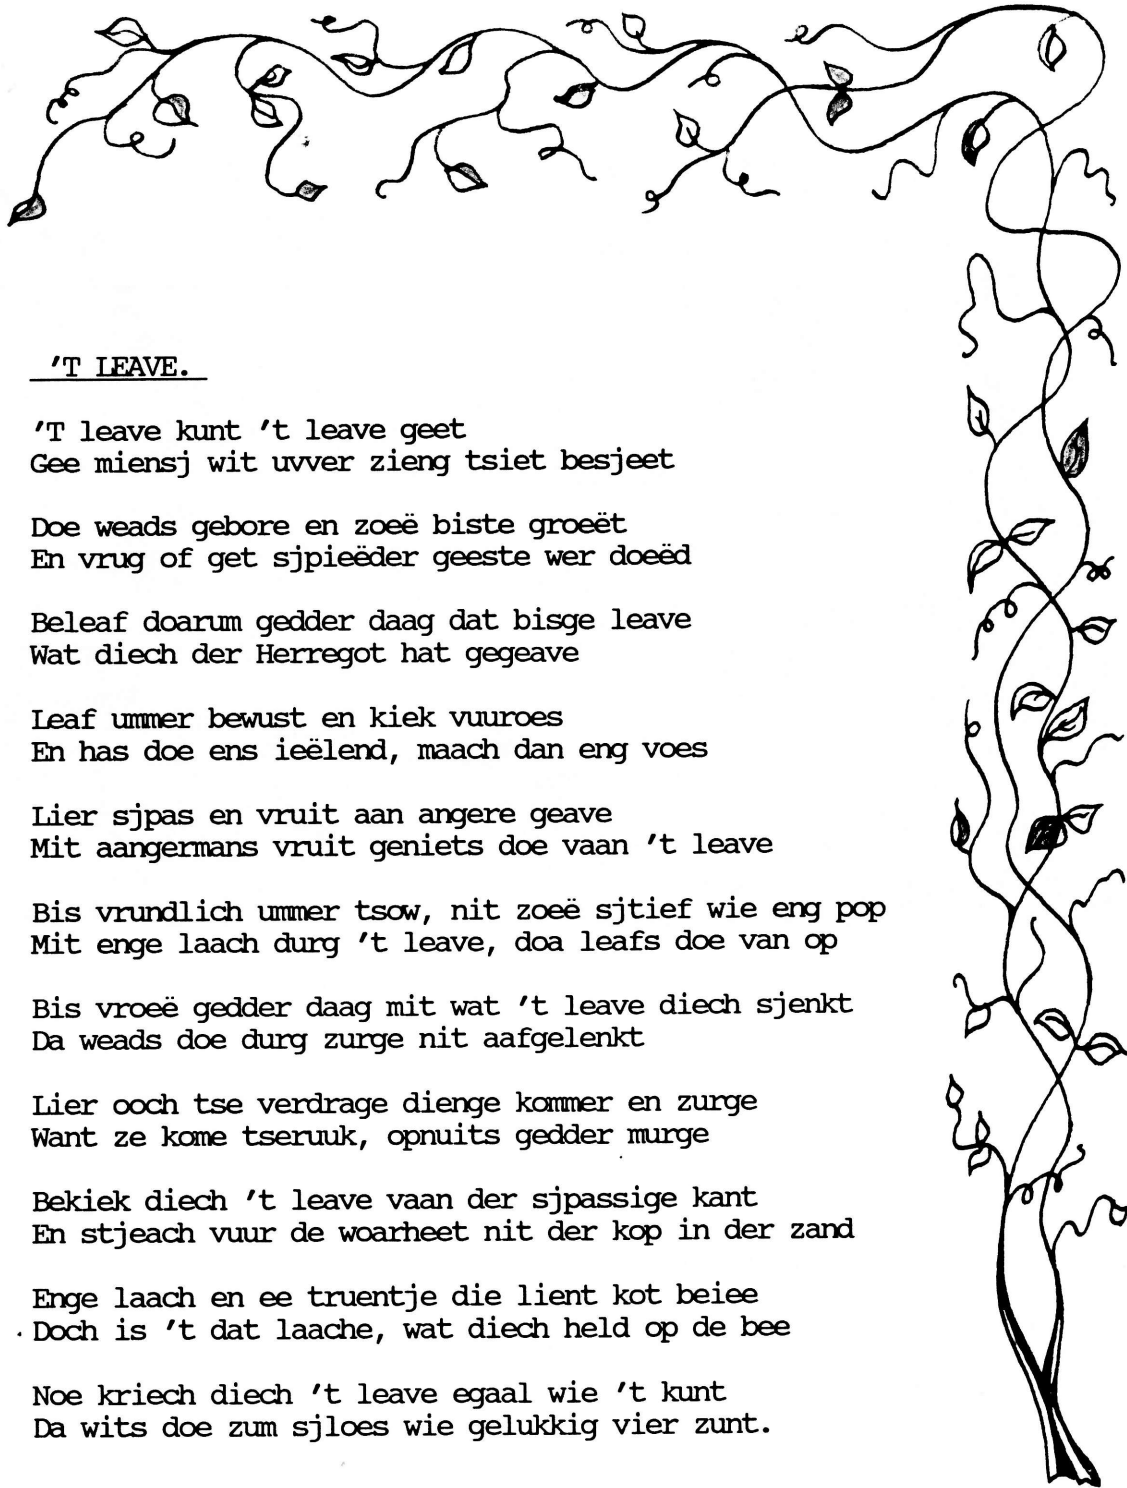 'T LEAVE.
'T leave kunt 't leave geet
Gee miensj wit uvver zieng tsiet besjeet
Doe weads gebore en zoeë biste groeët
En vrug of get sjpieëder geeste wer doeëd
Beleaf doarum gedder daag dat bisge leave
Wat diech der Herregot hat gegeave
Leaf ummer bewust en kiek vuuroes
En has doe ens ieëlend, maach dan eng voes
Lier sjpas en vruit aan angere geave
Mit aangermans vruit geniets doe vaan 't leave
Bis vrundlich ummer tsow, nit zoeë sjtief wie eng pop
Mit enge laach durg 't leave, doa leafs doe van op
Bis vroeë gedder daag mit wat 't leave diech sjenkt
Da weads doe durg zurge nit aafgelenkt
Lier ooch tse verdrage dienge kommer en zurge
Want ze kome tseruuk, opnuits gedder murge
Bekiek diech 't leave vaan der sjpassige kant
En stjeach vuur de woarheet nit der kop in der zand
Enge laach en ee truentje die lient kot beiee
Doch is 't dat laache, wat diech held op de bee
Noe kriech diech 't leave egaal wie 't kunt
Da wits doe zum sjloes wie gelukkig vier zunt.